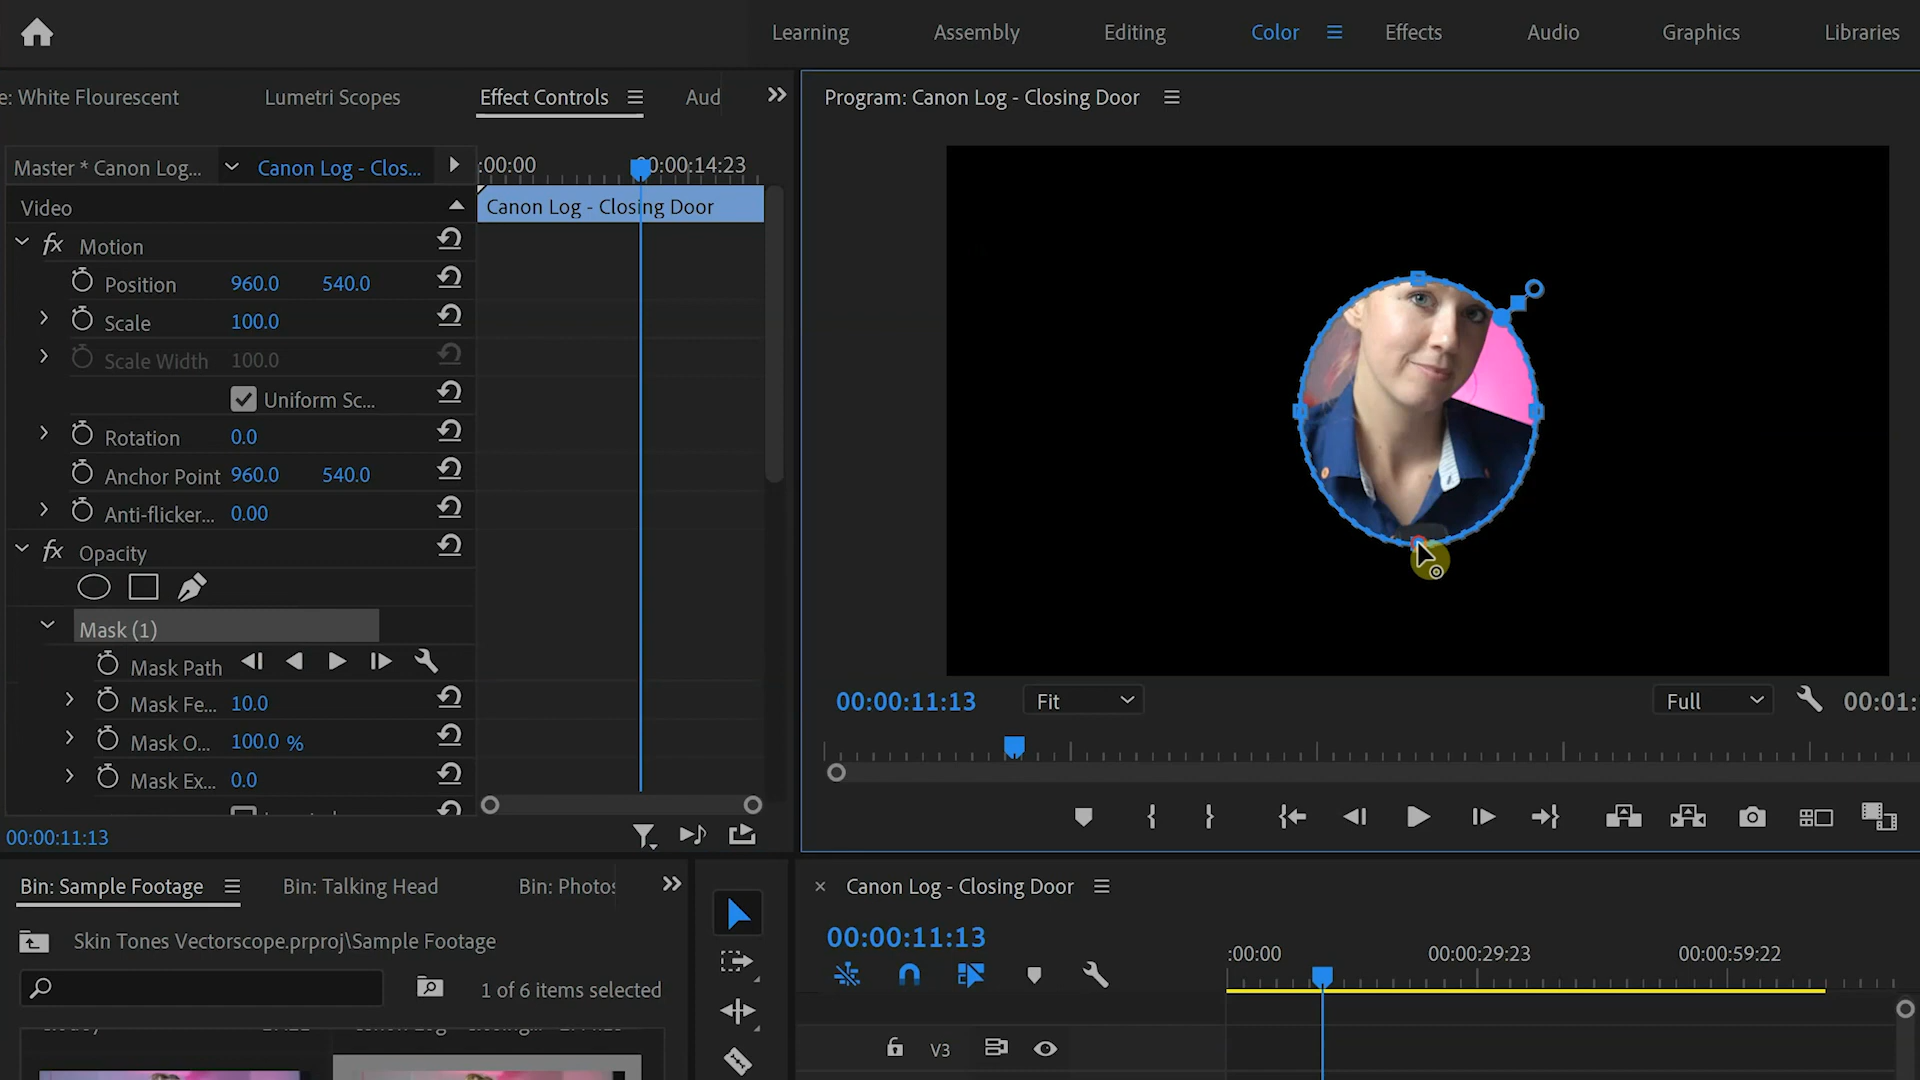 Learning Assembly Editing Color Effects Audio Graphics Libraries
e: White Flourescent Lumetri Scopes Effect Controls Aud
Program: Canon Log - Closing Door
Master * Canon Log... Canon Log - Clos... :00:00 00:00:14:23
Video
Canon Log - Closing Door
fx Motion
Position 960.0 540.0
Scale 100.0
Scale Width 100.0
Uniform Sc...
Rotation 0.0
Anchor Point 960.0 540.0
Anti-flicker... 0.00
fx Opacity
Mask (1)
Mask Path
Mask Fe... 10.0
Mask O... 100.0 %
Mask Ex... 0.0
00:00:11:13
00:00:11:13 Fit Full 00:01:
Bin: Sample Footage Bin: Talking Head Bin: Photos
Skin Tones Vectorscope.prproj\Sample Footage
1 of 6 items selected
Canon Log - Closing Door
00:00:11:13
:00:00 00:00:29:23 00:00:59:22
V3